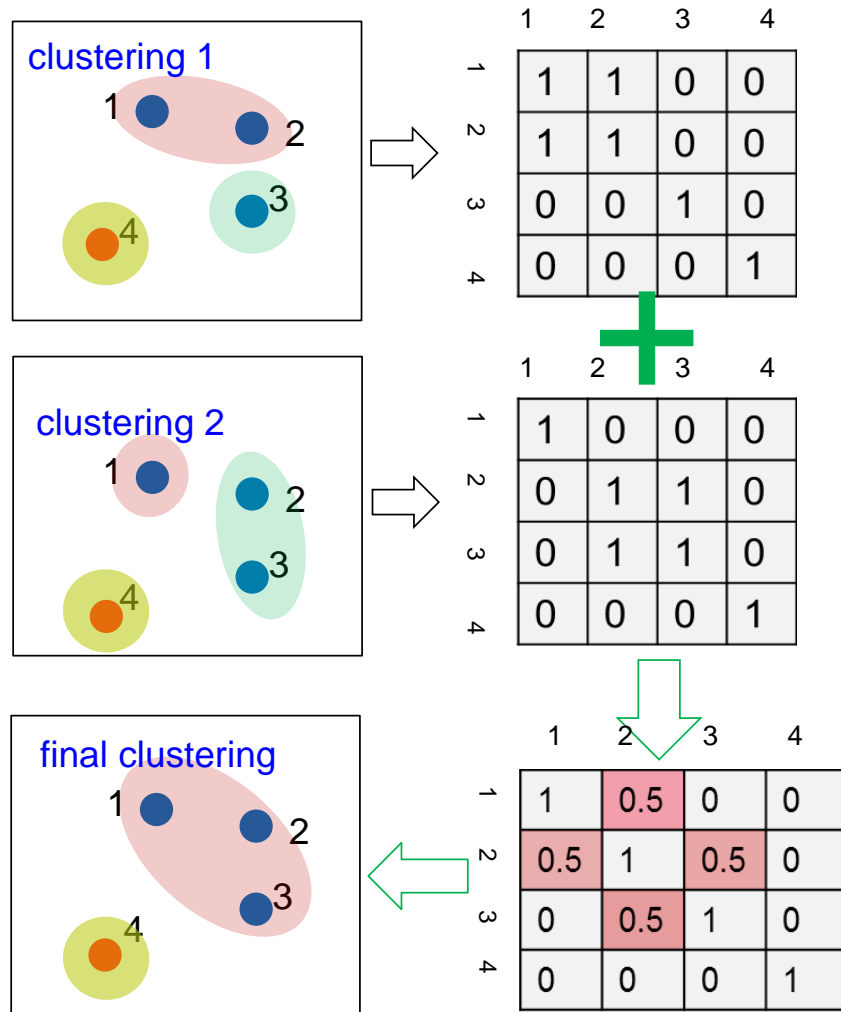 1 2 3 4
clustering 1
1 1 1 0 0
1 2
2 1 1 0 0
3
3 0 0 1 0
4
4 0 0 0 1
1 2 3 4
clustering 2
1 1 0 0 0
1 2
2 0 1 1 0
3
3 0 1 1 0
4
4 0 0 0 1
1 2 3 4
final clustering
1 1 0.5 0 0
1 2
2 0.5 1 0.5 0
3
3 0 0.5 1 0
4
4 0 0 0 1